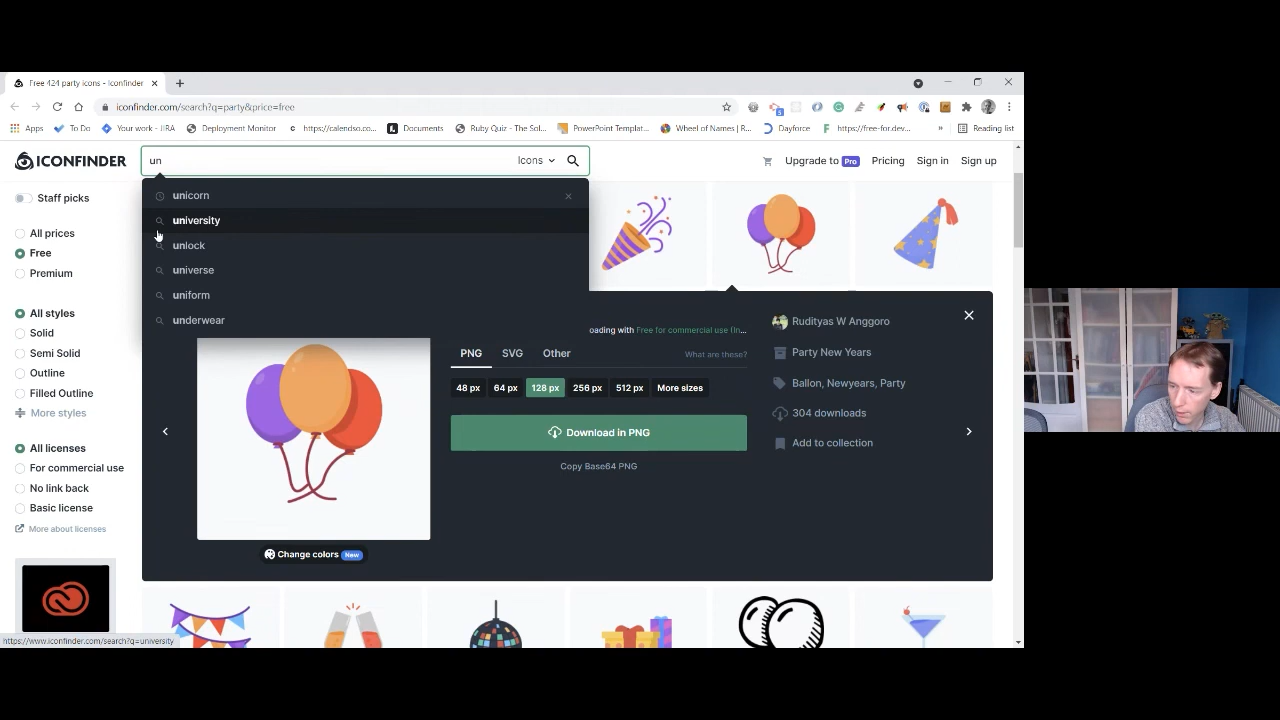 Free 424 party icons - Iconfinder
iconfinder.com/search?q=party&price=free
Apps
To Do
Your work - JIRA
Deployment Monitor
https://calendso.co...
Documents
Ruby Quiz - The Sol...
PowerPoint Templat...
Wheel of Names | R...
Dayforce
https://free-for.dev...
»
Reading list
ICONFINDER
un
Icons
Upgrade to Pro
Pricing
Sign in
Sign up
Staff picks
All prices
Free
Premium
All styles
Solid
Semi Solid
Outline
Filled Outline
More styles
All licenses
For commercial use
No link back
Basic license
More about licenses
unicorn
university
unlock
universe
uniform
underwear
oading with Free for commercial use (In...
PNG
SVG
Other
What are these?
48 px
64 px
128 px
256 px
512 px
More sizes
Download in PNG
Copy Base64 PNG
Change colors New
Rudityas W Anggoro
Party New Years
Ballon, Newyears, Party
304 downloads
Add to collection
https://www.iconfinder.com/search?q=university